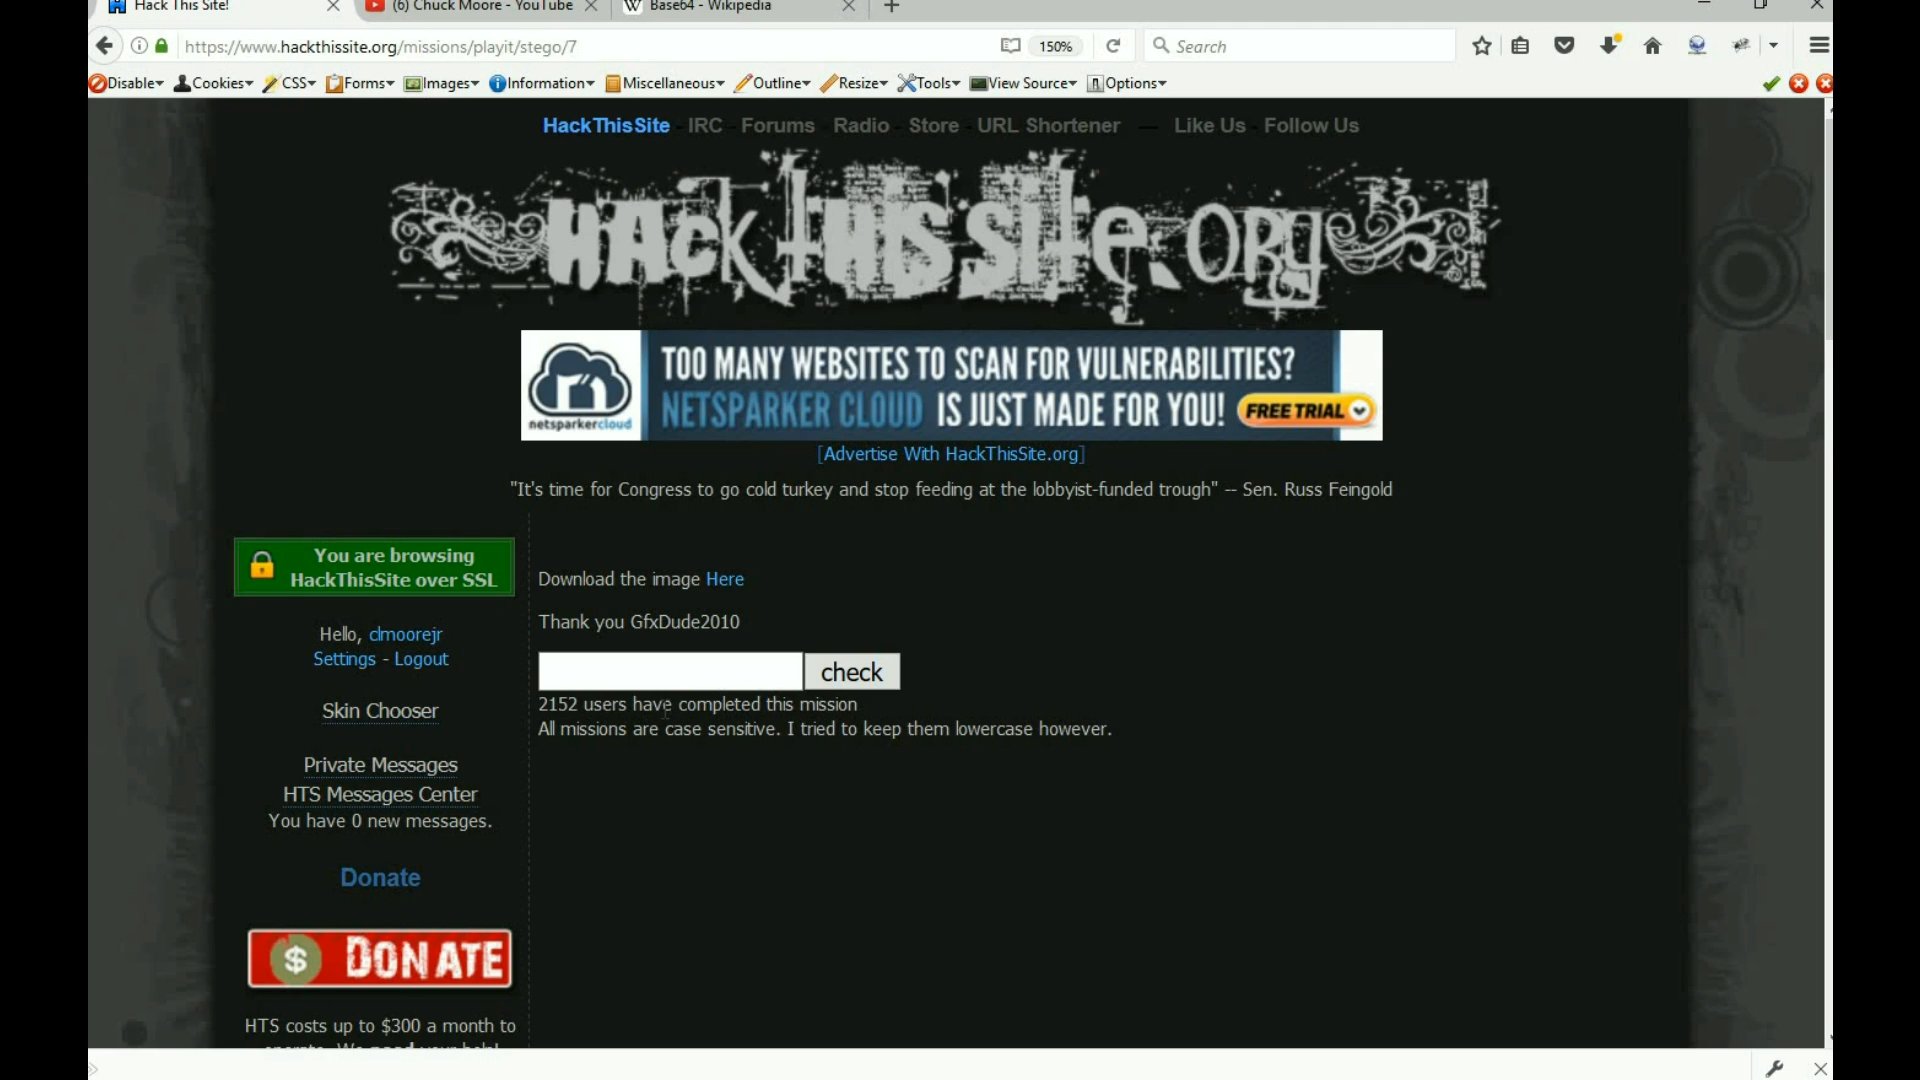 Hack This Site!
(6) Chuck Moore - YouTube
Base64 - Wikipedia
https://www.hackthissite.org/missions/playit/stego/7
150%
Search
Disable Cookies CSS Forms Images Information Miscellaneous Outline Resize Tools View Source Options
HackThisSite - IRC - Forums - Radio - Store - URL Shortener — Like Us - Follow Us
HAck tHIS Site.ORg
TOO MANY WEBSITES TO SCAN FOR VULNERABILITIES?
NETSPARKER CLOUD IS JUST MADE FOR YOU! FREE TRIAL
netsparkercloud
[Advertise With HackThisSite.org]
"It's time for Congress to go cold turkey and stop feeding at the lobbyist-funded trough" -- Sen. Russ Feingold
You are browsing
HackThisSite over SSL
Hello, clmoorejr
Settings - Logout
Skin Chooser
Private Messages
HTS Messages Center
You have 0 new messages.
Donate
$ DONATE
HTS costs up to $300 a month to
Download the image Here
Thank you GfxDude2010
check
2152 users have completed this mission
All missions are case sensitive. I tried to keep them lowercase however.